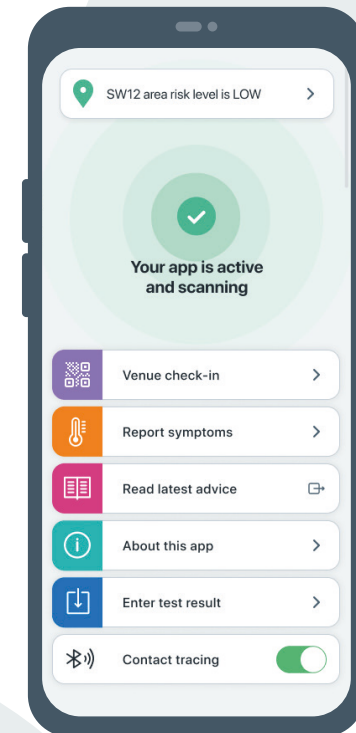 SW12 area risk level is LOW
Your app is active
and scanning
Venue check-in
Report symptoms
Read latest advice
About this app
Enter test result
Contact tracing